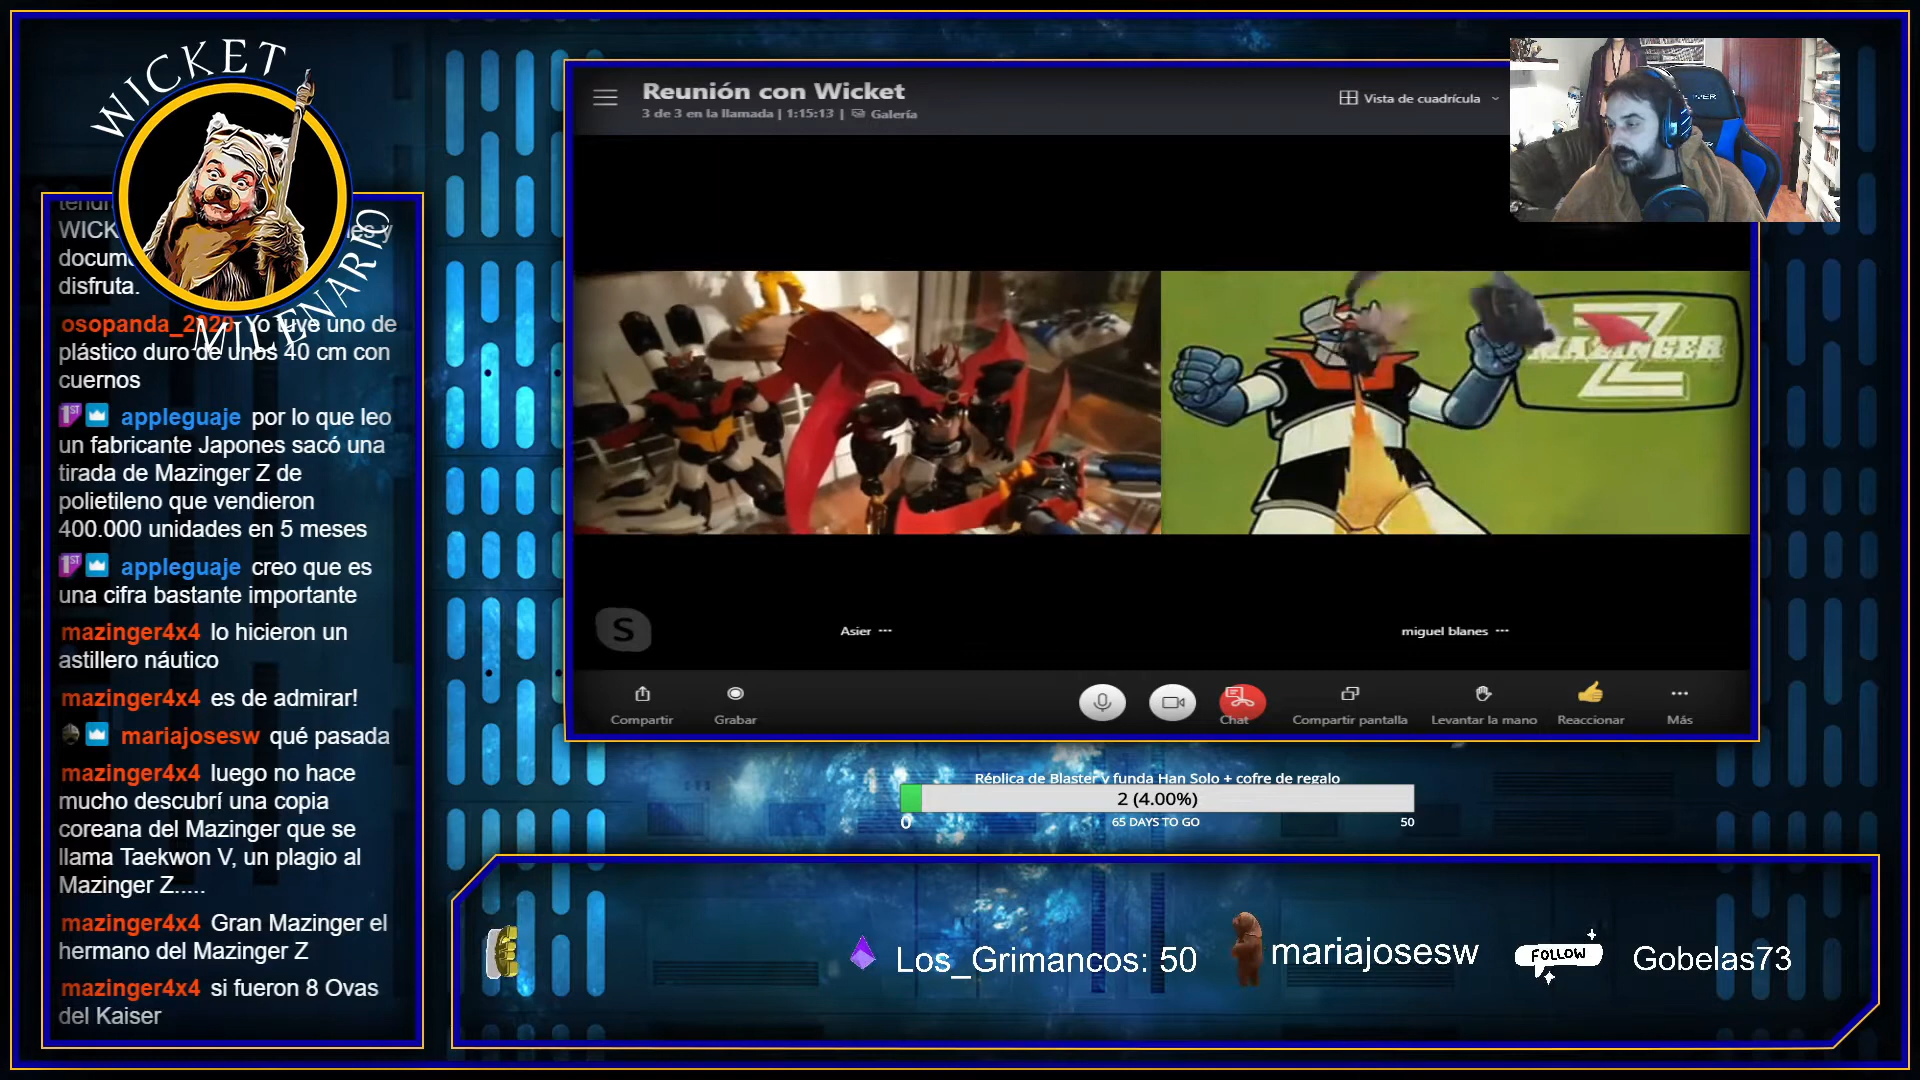 WICKET
MILENARIO
WICK
docume
disfruta.
osopanda_2020 Yo tuve uno de
plástico duro de unos 40 cm con
cuernos
1ST appleguaje por lo que leo
un fabricante Japones sacó una
tirada de Mazinger Z de
polietileno que vendieron
400.000 unidades en 5 meses
1ST appleguaje creo que es
una cifra bastante importante
mazinger4x4 lo hicieron un
astillero náutico
mazinger4x4 es de admirar!
mariajosesw qué pasada
mazinger4x4 luego no hace
mucho descubrí una copia
coreana del Mazinger que se
llama Taekwon V, un plagio al
Mazinger Z.....
mazinger4x4 Gran Mazinger el
hermano del Mazinger Z
mazinger4x4 si fueron 8 Ovas
del Kaiser
Reunión con Wicket
3 de 3 en la llamada | 1:15:13 | Galería
Vista de cuadrícula
MAZINGER
Z
S
Asier ···
miguel blanes ···
Compartir
Grabar
Chat
Compartir pantalla
Levantar la mano
Reaccionar
Más
Réplica de Blaster y funda Han Solo + cofre de regalo
2 (4.00%)
0
65 DAYS TO GO
50
Los_Grimancos: 50
mariajosesw
FOLLOW
Gobelas73